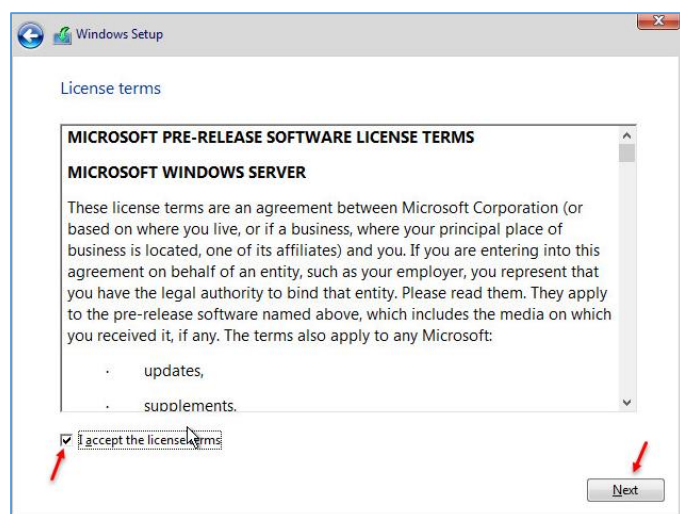 Windows Setup
License terms
MICROSOFT PRE-RELEASE SOFTWARE LICENSE TERMS
MICROSOFT WINDOWS SERVER
These license terms are an agreement between Microsoft Corporation (or
based on where you live, or if a business, where your principal place of
business is located, one of its affiliates) and you. If you are entering into this
agreement on behalf of an entity, such as your employer, you represent that
you have the legal authority to bind that entity. Please read them. They apply
to the pre-release software named above, which includes the media on which
you received it, if any. The terms also apply to any Microsoft:
· updates,
· supplements,
I accept the license terms
Next